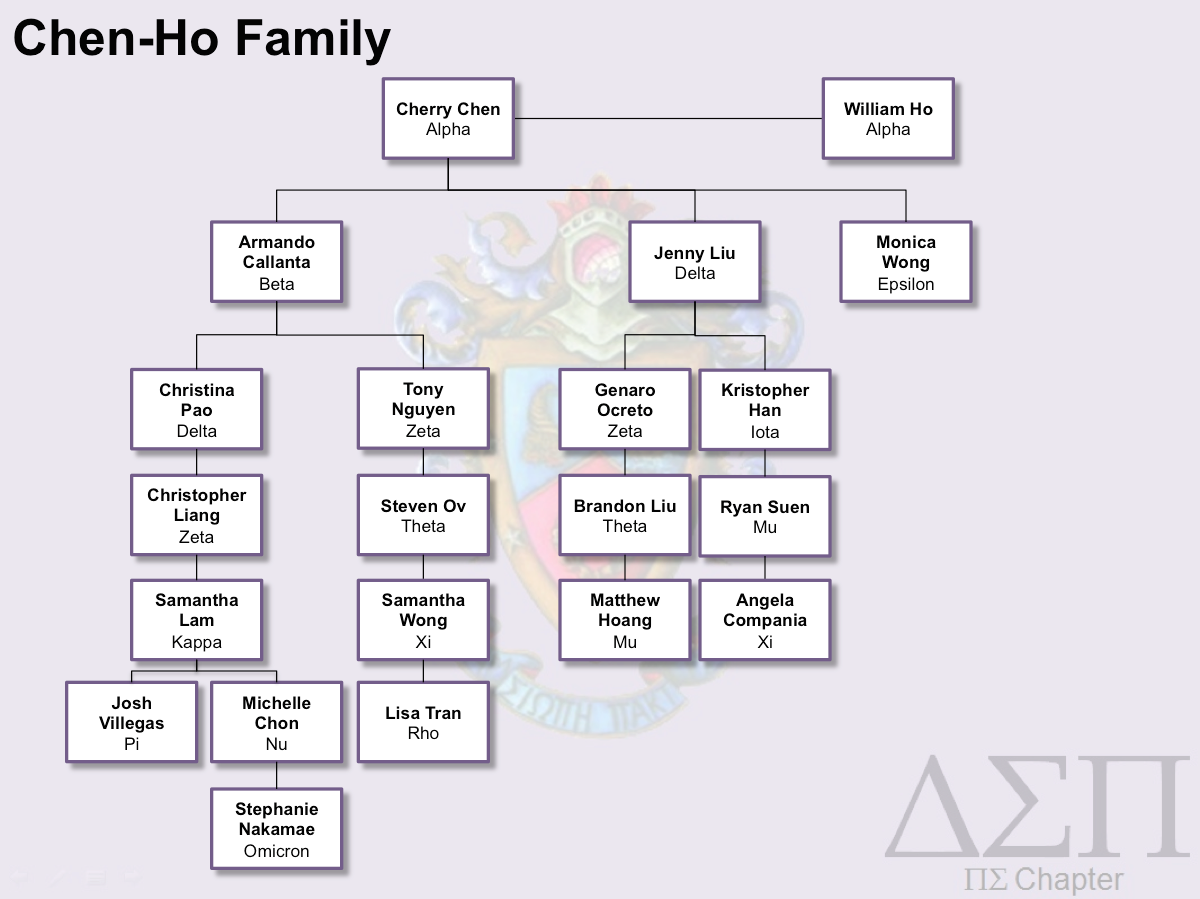 Chen-Ho Family
Cherry Chen
Alpha
William Ho
Alpha
Armando
Callanta
Beta
Jenny Liu
Delta
Monica
Wong
Epsilon
Christina
Pao
Delta
Tony
Nguyen
Zeta
Genaro
Ocreto
Zeta
Kristopher
Han
Iota
Christopher
Liang
Zeta
Steven Ov
Theta
Brandon Liu
Theta
Ryan Suen
Mu
Samantha
Lam
Kappa
Samantha
Wong
Xi
Matthew
Hoang
Mu
Angela
Compania
Xi
Josh
Villegas
Pi
Michelle
Chon
Nu
Lisa Tran
Rho
Stephanie
Nakamae
Omicron
ΔΣΠ
ΠΣ Chapter